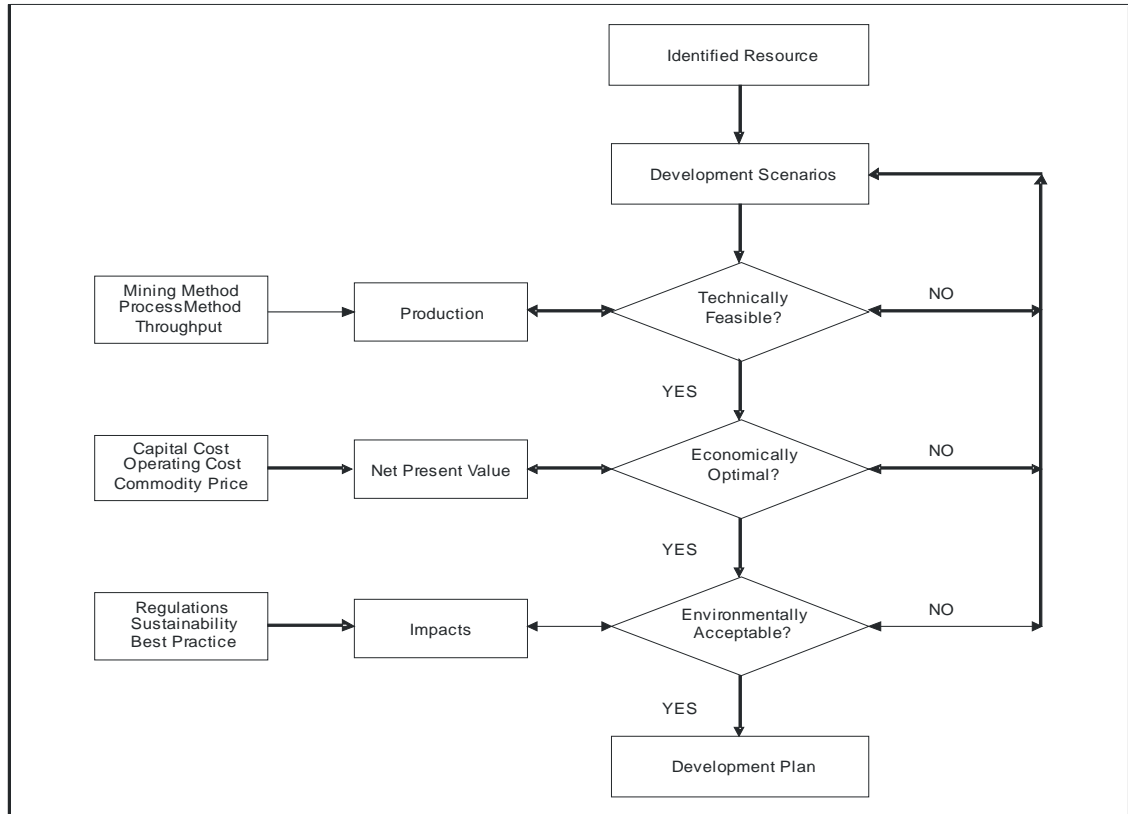 Identified Resource
Development Scenarios
Mining Method
ProcessMethod
Throughput
Production
Technically
Feasible?
NO
YES
Capital Cost
Operating Cost
Commodity Price
Net Present Value
Economically
Optimal?
NO
YES
Regulations
Sustainability
Best Practice
Impacts
Environmentally
Acceptable?
NO
YES
Development Plan